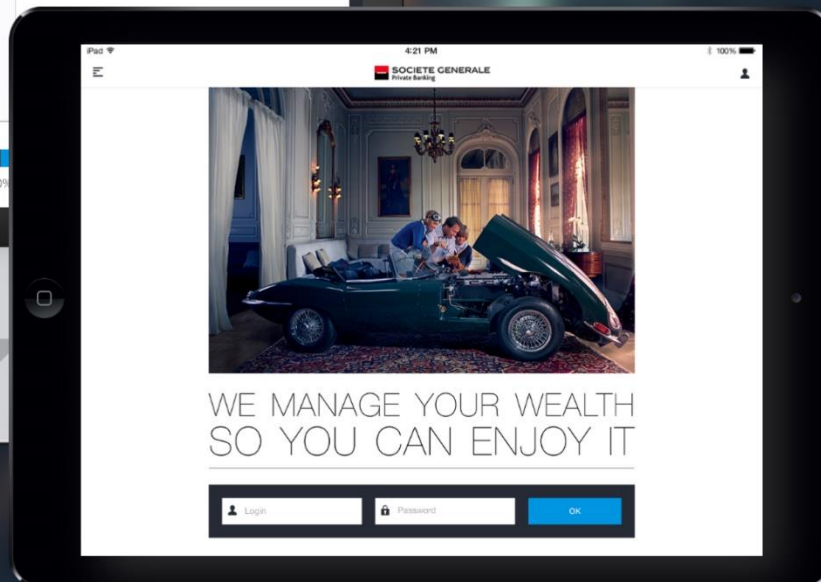 iPad
4:21 PM
100%
SOCIETE GENERALE
Private Banking
WE MANAGE YOUR WEALTH
SO YOU CAN ENJOY IT
Login
Password
OK